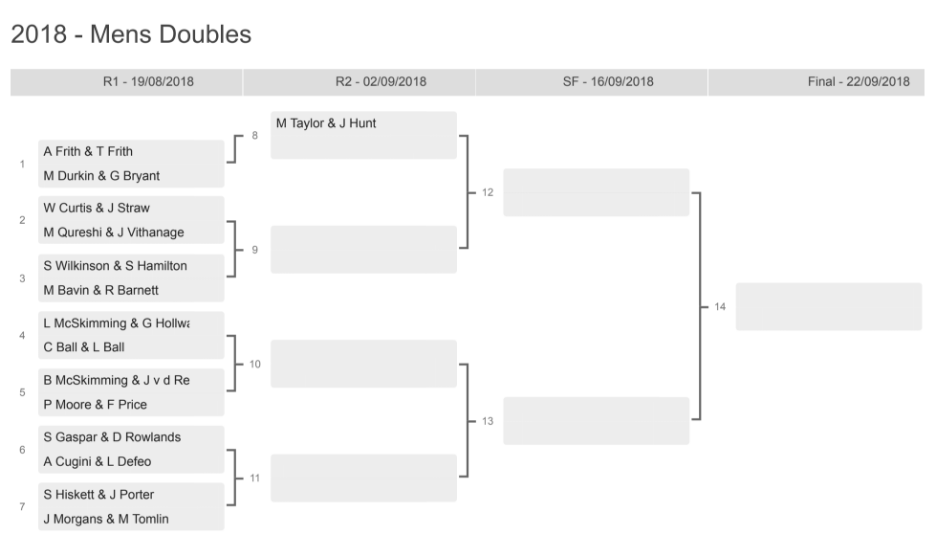 2018 - Mens Doubles
R1 - 19/08/2018
R2 - 02/09/2018
SF - 16/09/2018
Final - 22/09/2018
8
M Taylor & J Hunt
1
A Frith & T Frith
M Durkin & G Bryant
2
W Curtis & J Straw
M Qureshi & J Vithanage
3
S Wilkinson & S Hamilton
M Bavin & R Barnett
4
L McSkimming & G Hollwa
C Ball & L Ball
5
B McSkimming & J v d Re
P Moore & F Price
6
S Gaspar & D Rowlands
A Cugini & L Defeo
7
S Hiskett & J Porter
J Morgans & M Tomlin
9
10
11
12
13
14